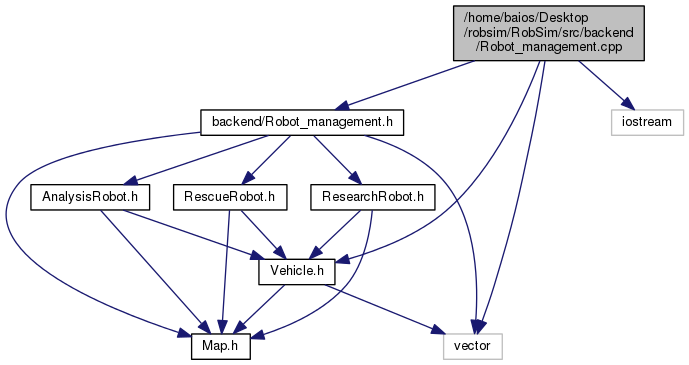 /home/baios/Desktop
/robsim/RobSim/src/backend
/Robot_management.cpp
backend/Robot_management.h
iostream
AnalysisRobot.h
RescueRobot.h
ResearchRobot.h
Vehicle.h
Map.h
vector